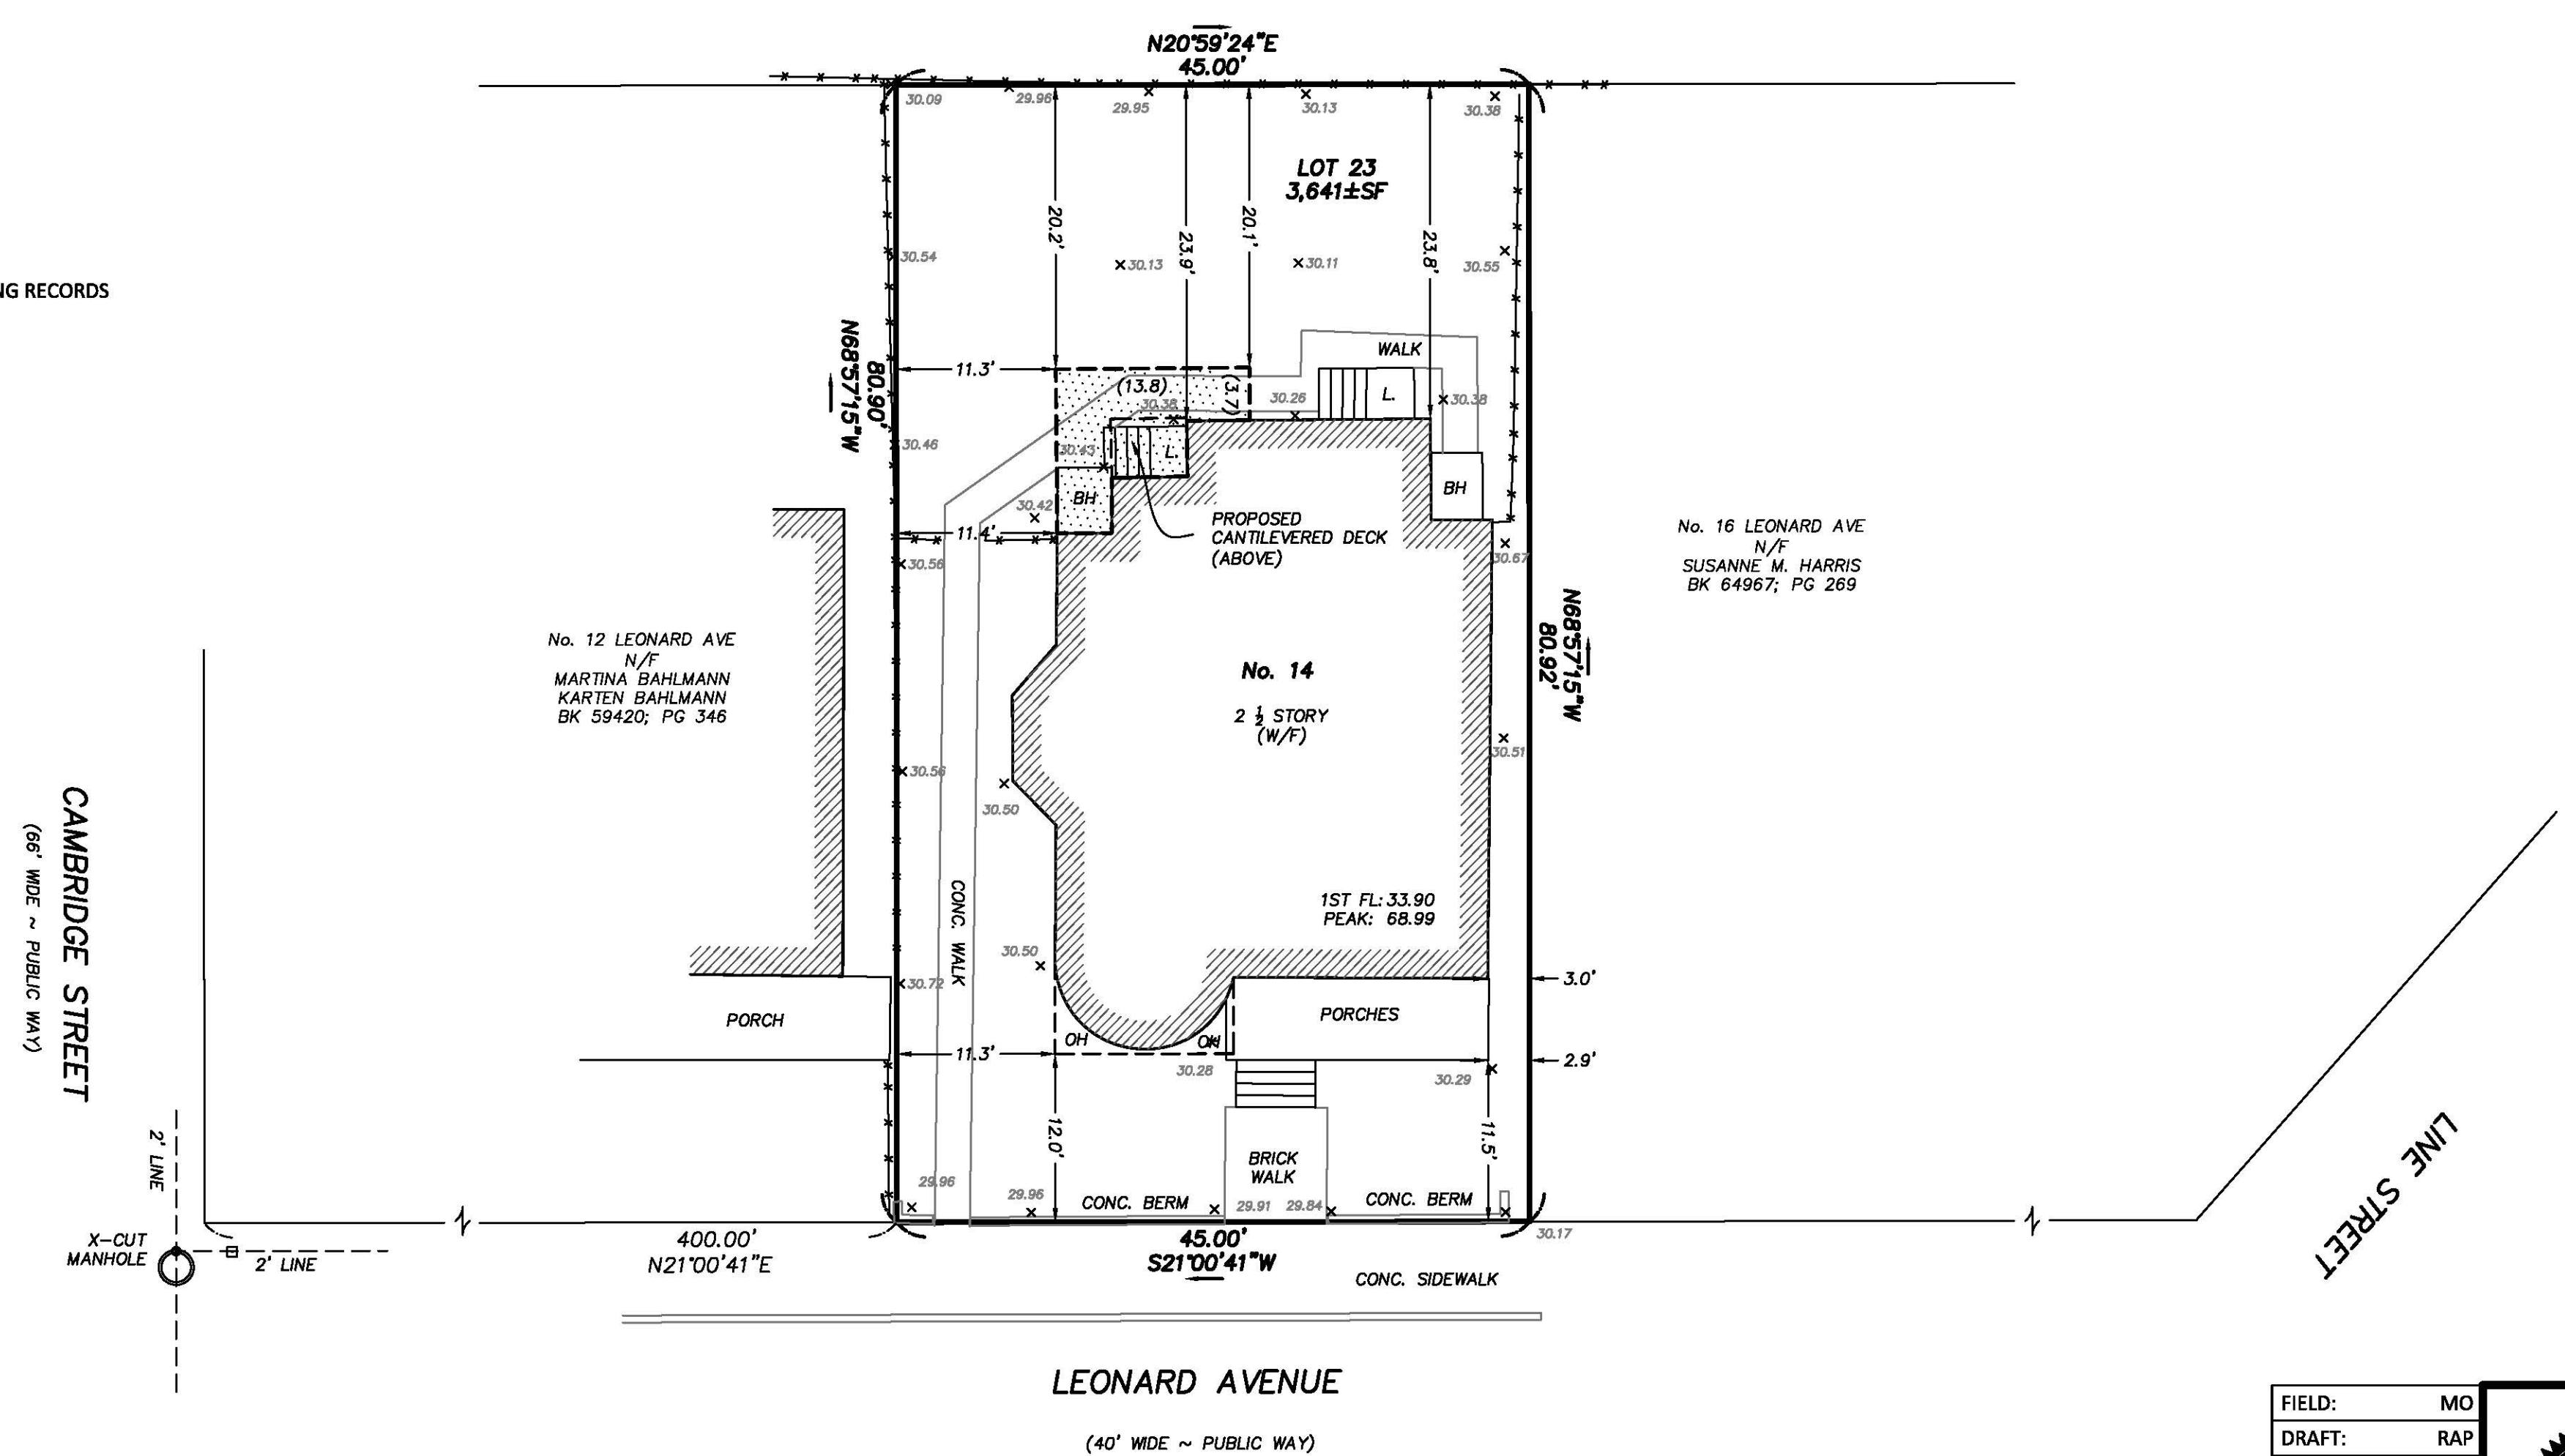 N20°59'24"E
45.00'
30.09
29.96
29.95
30.13
30.38
LOT 23
3,641±SF
20.2'
23.9'
20.1'
23.8'
30.54
30.13
30.11
30.55
NG RECORDS
N68°57'15"W
80.90'
11.3'
WALK
(13.8)
(3.7)
30.38
30.26
L.
30.38
30.46
30.43
L.
BH
BH
30.42
11.4'
PROPOSED
CANTILEVERED DECK
(ABOVE)
30.56
30.67
No. 16 LEONARD AVE
N/F
SUSANNE M. HARRIS
BK 64967; PG 269
No. 12 LEONARD AVE
N/F
MARTINA BAHLMANN
KARTEN BAHLMANN
BK 59420; PG 346
No. 14
2 ½ STORY
(W/F)
N68°57'15"W
80.92'
30.56
30.50
30.51
CAMBRIDGE STREET
(66' WIDE ~ PUBLIC WAY)
CONC. WALK
1ST FL: 33.90
PEAK: 68.99
30.50
30.72
3.0'
PORCH
PORCHES
OH
OH
11.3'
2.9'
30.28
30.29
12.0'
11.5'
BRICK
WALK
2' LINE
29.96
29.96
CONC. BERM
29.91
29.84
CONC. BERM
30.17
X-CUT
MANHOLE
2' LINE
400.00'
N21°00'41"E
45.00'
S21°00'41"W
CONC. SIDEWALK
LINE STREET
LEONARD AVENUE
(40' WIDE ~ PUBLIC WAY)
FIELD: MO
DRAFT: RAP